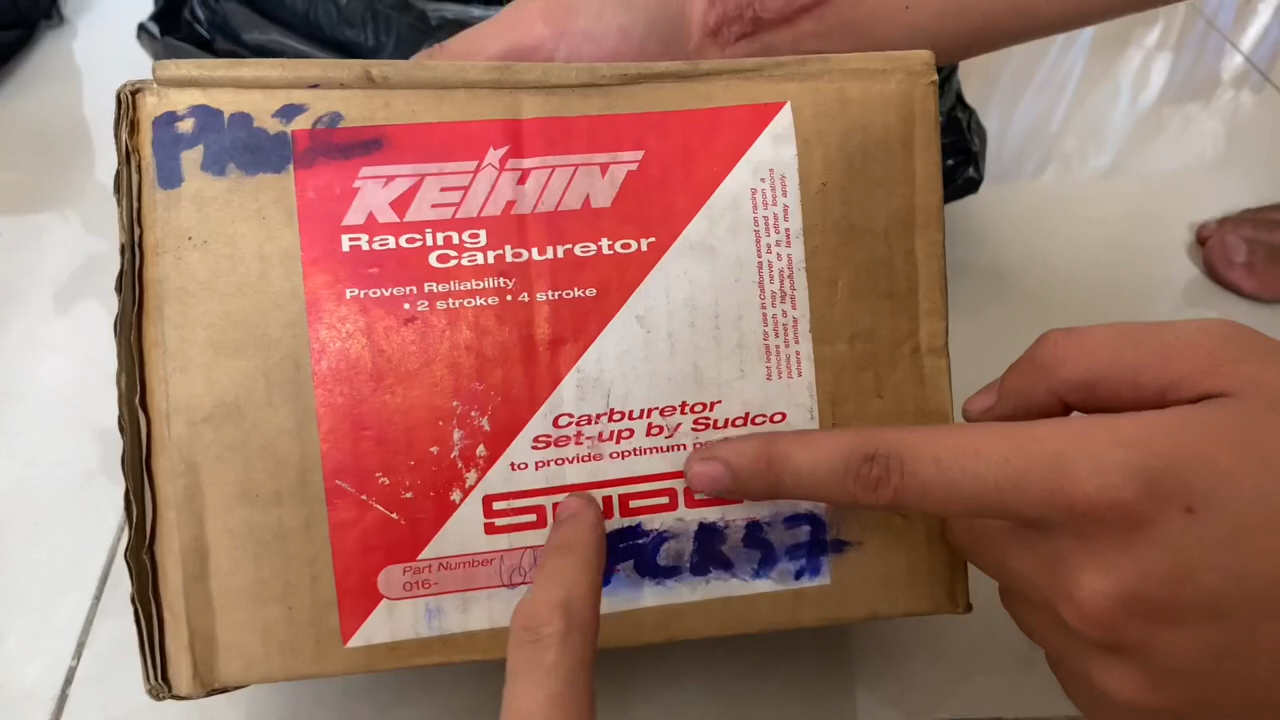 KEIHIN
Racing
Carburetor
Proven Reliability
• 2 stroke • 4 stroke
Not legal for use in California except on racing
vehicles which may never be used upon a
public street or highway, or in other locations
where similar anti-pollution laws may apply.
Carburetor
Set-up by Sudco
to provide optimum
Part Number
016-
FCR37